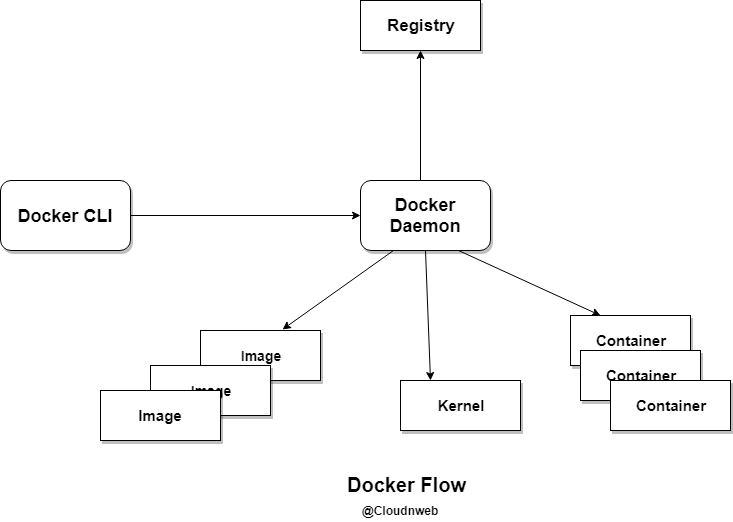 Registry
Docker CLI
Docker
Daemon
Image
Image
Image
Kernel
Container
Container
Container
Docker Flow
@Cloudnweb